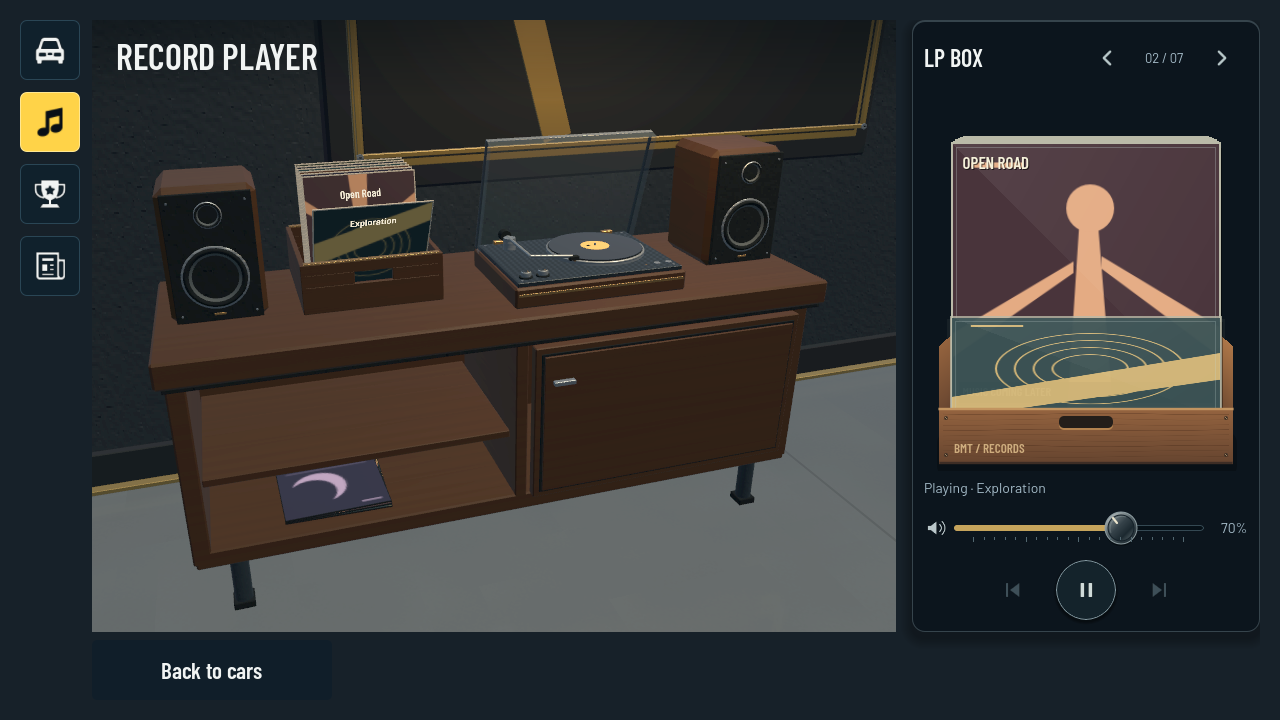 RECORD PLAYER
Open Road
Exploration
LP BOX
02 / 07
OPEN ROAD
BMT / RECORDS
Playing · Exploration
70%
Back to cars